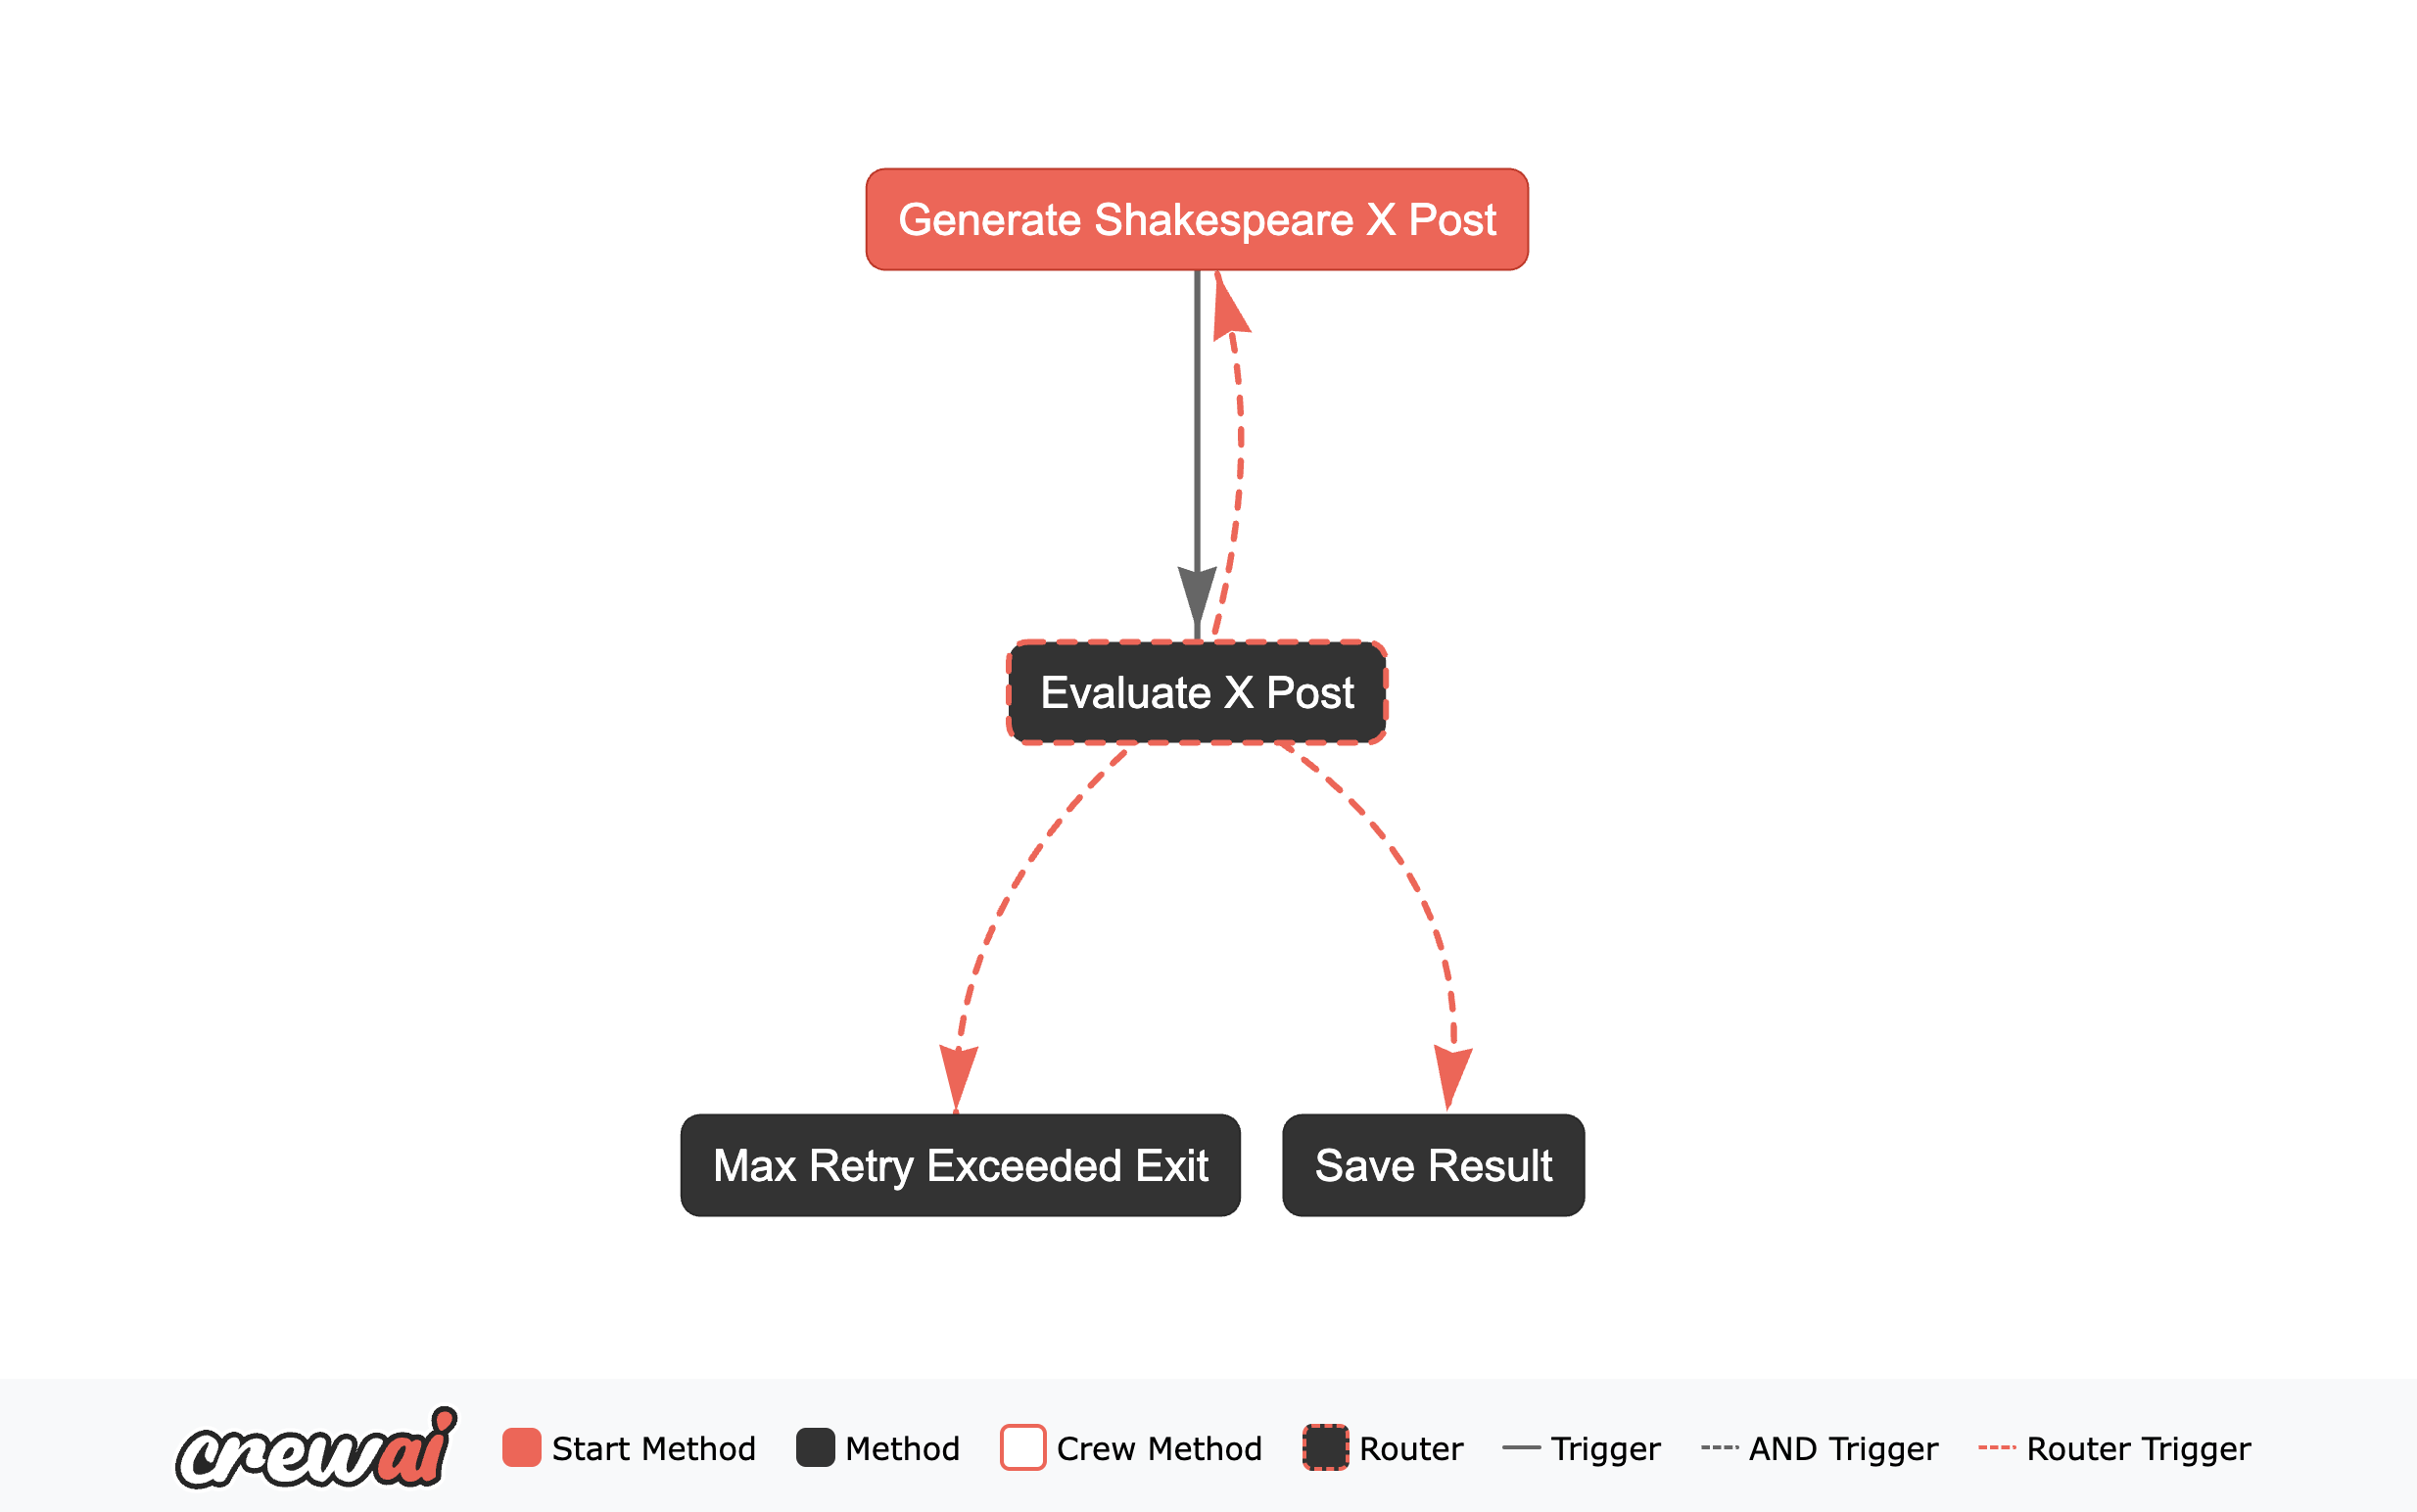 Generate Shakespeare X Post
Evaluate X Post
Max Retry Exceeded Exit
Save Result
crewai
Start Method
Method
Crew Method
Router
Trigger
AND Trigger
Router Trigger